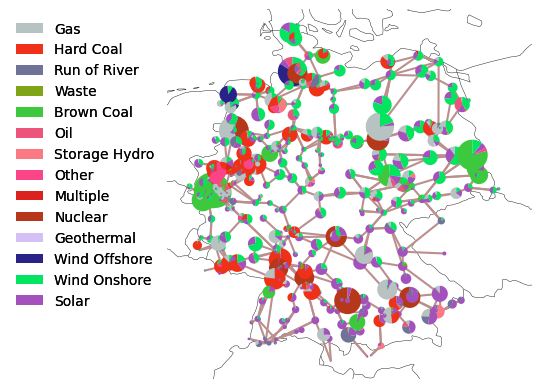 Gas
Hard Coal
Run of River
Waste
Brown Coal
Oil
Storage Hydro
Other
Multiple
Nuclear
Geothermal
Wind Offshore
Wind Onshore
Solar